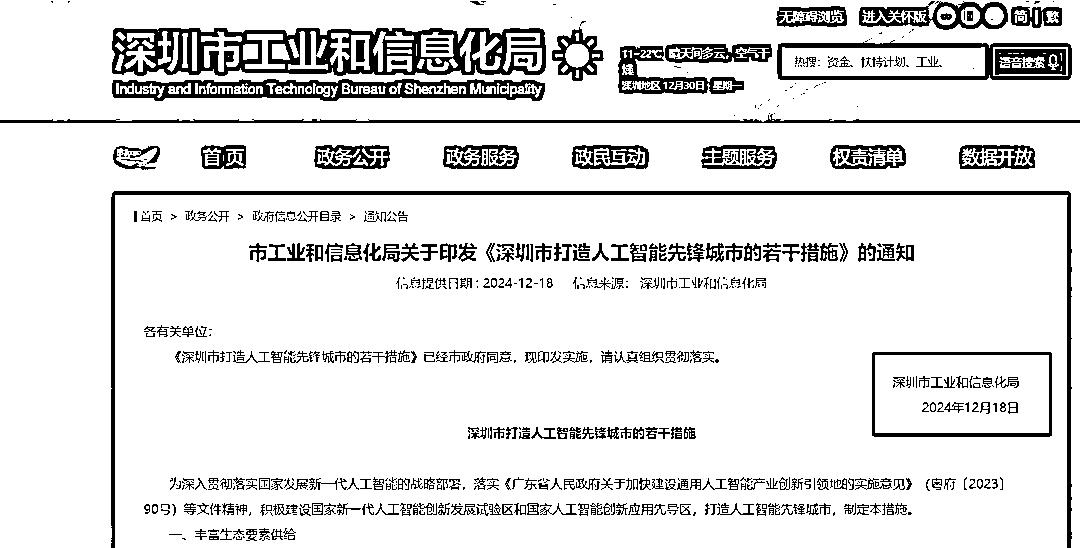 无障碍浏览 进入关怀版 简 | 繁
深圳市工业和信息化局
Industry and Information Technology Bureau of Shenzhen Municipality
11-22℃ 晴天间多云，空气干燥
深圳地区 12月30日 星期一
热搜：资金、扶持计划、工业、
语音搜索
首页 政务公开 政务服务 政民互动 主题服务 权责清单 数据开放
首页 > 政务公开 > 政府信息公开目录 > 通知公告
市工业和信息化局关于印发《深圳市打造人工智能先锋城市的若干措施》的通知
信息提供日期：2024-12-18 信息来源：深圳市工业和信息化局
各有关单位：
《深圳市打造人工智能先锋城市的若干措施》已经市政府同意，现印发实施，请认真组织贯彻落实。
深圳市工业和信息化局
2024年12月18日
深圳市打造人工智能先锋城市的若干措施
为深入贯彻落实国家发展新一代人工智能的战略部署，落实《广东省人民政府关于加快建设通用人工智能产业创新引领地的实施意见》（粤府〔2023〕
90号）等文件精神，积极建设国家新一代人工智能创新发展试验区和国家人工智能创新应用先导区，打造人工智能先锋城市，制定本措施。
一、丰富生态要素供给